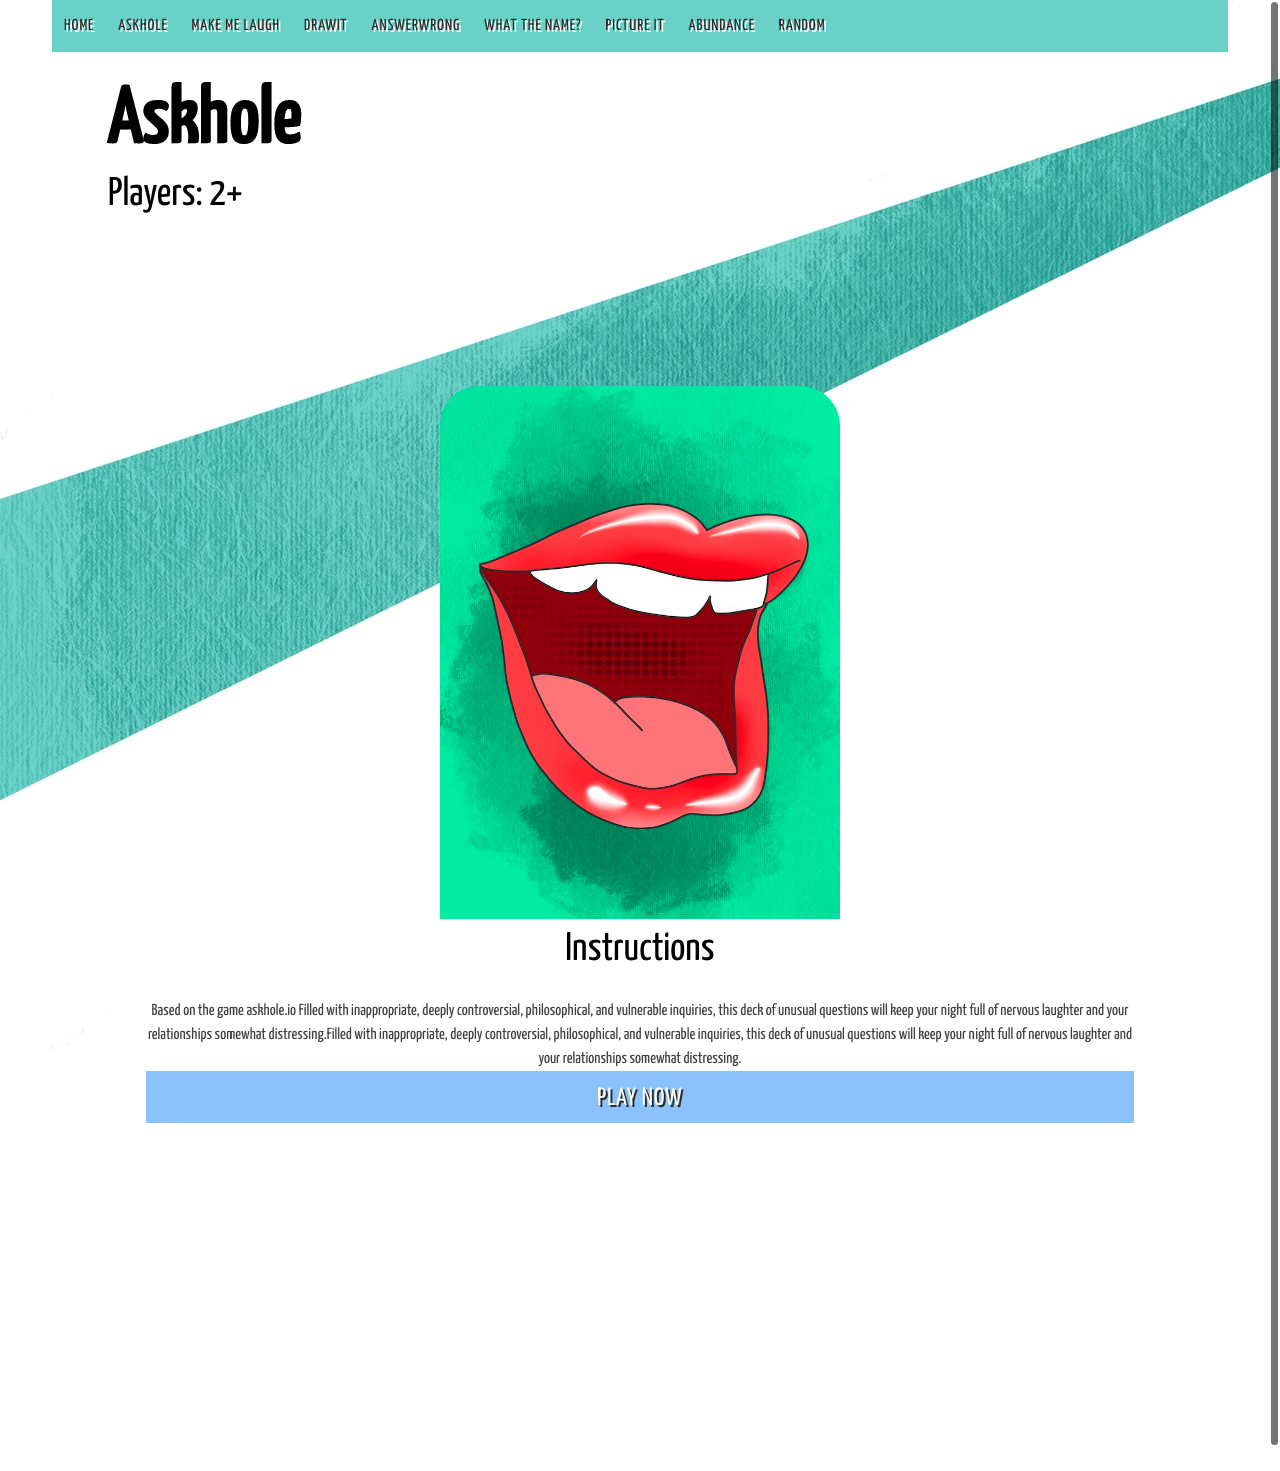 HOME ASKHOLE MAKE ME LAUGH DRAWIT ANSWERWRONG WHAT THE NAME? PICTURE IT ABUNDANCE RANDOM
Askhole
Players: 2+
Instructions
Based on the game askhole.io Filled with inappropriate, deeply controversial, philosophical, and vulnerable inquiries, this deck of unusual questions will keep your night full of nervous laughter and your
relationships somewhat distressing.Filled with inappropriate, deeply controversial, philosophical, and vulnerable inquiries, this deck of unusual questions will keep your night full of nervous laughter and
your relationships somewhat distressing.
PLAY NOW